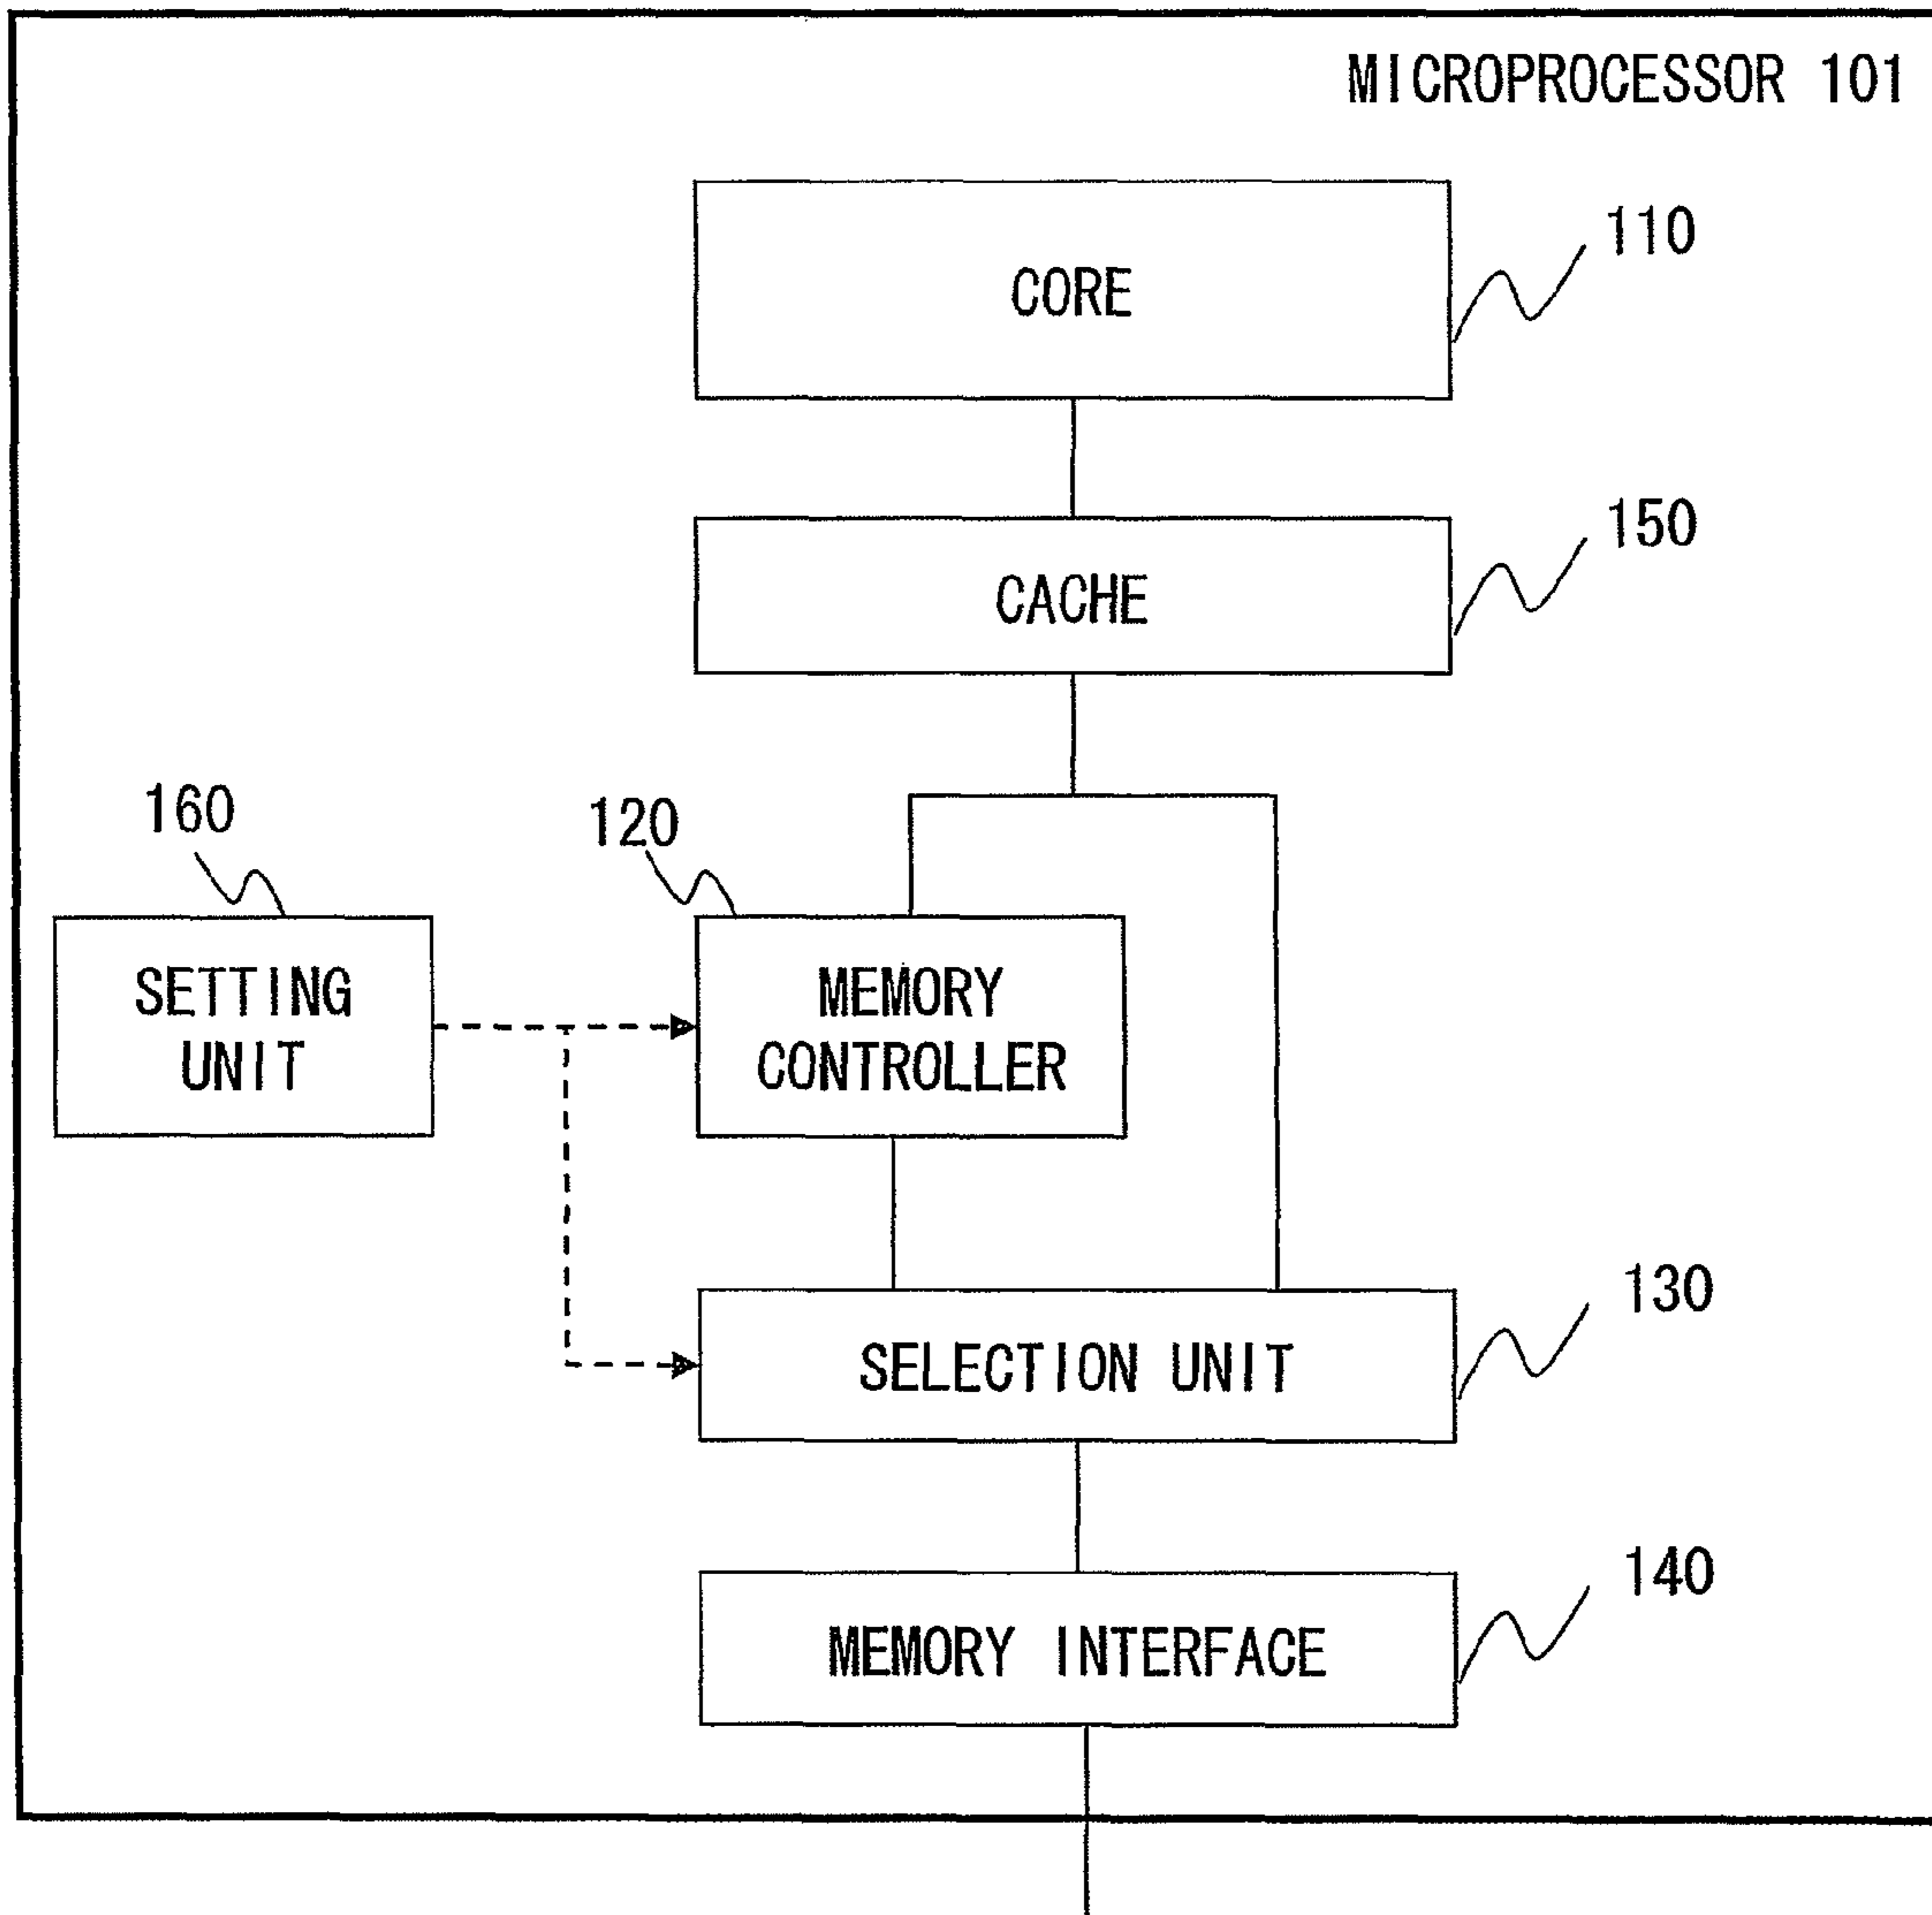 MICROPROCESSOR 101
CORE
110
CACHE
150
160
120
SETTING
UNIT
MEMORY
CONTROLLER
SELECTION UNIT
130
MEMORY INTERFACE
140